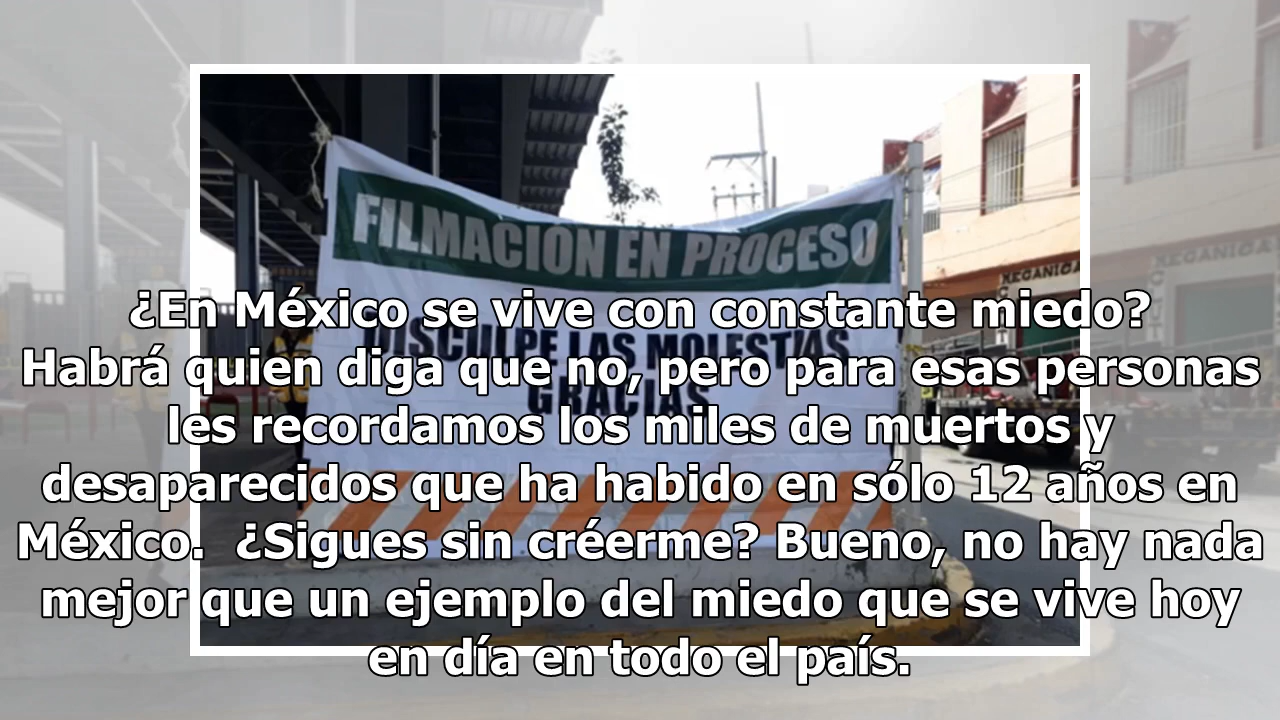 FILMACION EN PROCESO
DISCULPE LAS MOLESTIAS
GRACIAS
MECANICA
¿En México se vive con constante miedo?
Habrá quien diga que no, pero para esas personas
les recordamos los miles de muertos y
desaparecidos que ha habido en sólo 12 años en
México.  ¿Sigues sin créerme? Bueno, no hay nada
mejor que un ejemplo del miedo que se vive hoy
en día en todo el país.